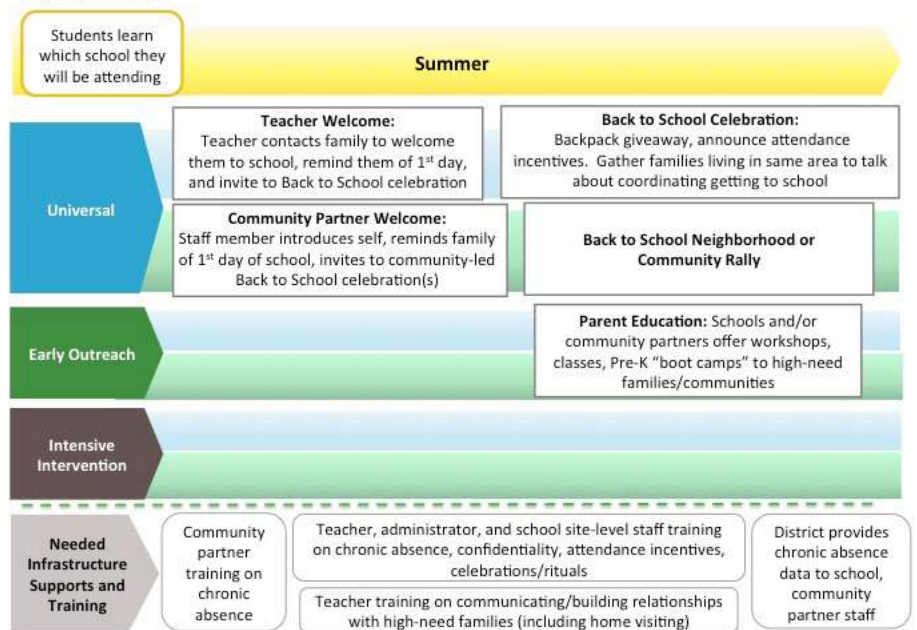 Students learn
which school they
will be attending
Summer
Universal
Teacher Welcome:
Teacher contacts family to welcome
them to school, remind them of 1st day,
and invite to Back to School celebration
Back to School Celebration:
Backpack giveaway, announce attendance
incentives. Gather families living in same area to talk
about coordinating getting to school
Community Partner Welcome:
Staff member introduces self, reminds family
of 1st day of school, invites to community-led
Back to School celebration(s)
Back to School Neighborhood or
Community Rally
Early Outreach
Parent Education: Schools and/or
community partners offer workshops,
classes, Pre-K “boot camps” to high-need
families/communities
Intensive
Intervention
Needed
Infrastructure
Supports and
Training
Community
partner
training on
chronic
absence
Teacher, administrator, and school site-level staff training
on chronic absence, confidentiality, attendance incentives,
celebrations/rituals
Teacher training on communicating/building relationships
with high-need families (including home visiting)
District provides
chronic absence
data to school,
community
partner staff